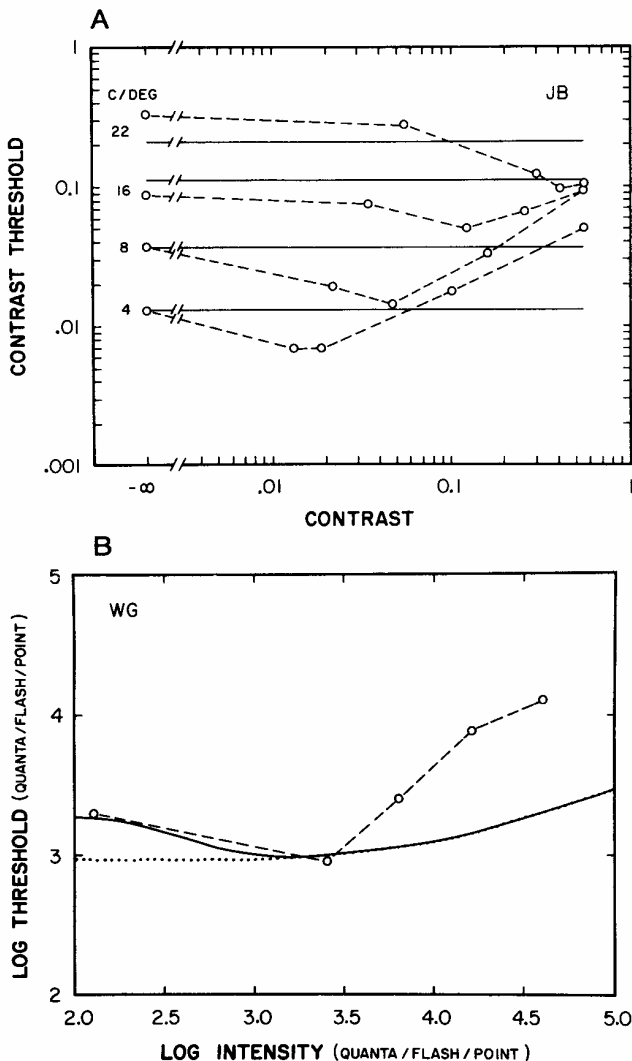 A
1
C/DEG
JB
22
0.1
16
8
.01
4
.001
CONTRAST THRESHOLD
-∞
.01
0.1
1
CONTRAST
B
5
WG
4
3
2
LOG THRESHOLD (QUANTA/FLASH/POINT)
2.0
2.5
3.0
3.5
4.0
4.5
5.0
LOG INTENSITY (QUANTA/FLASH/POINT)